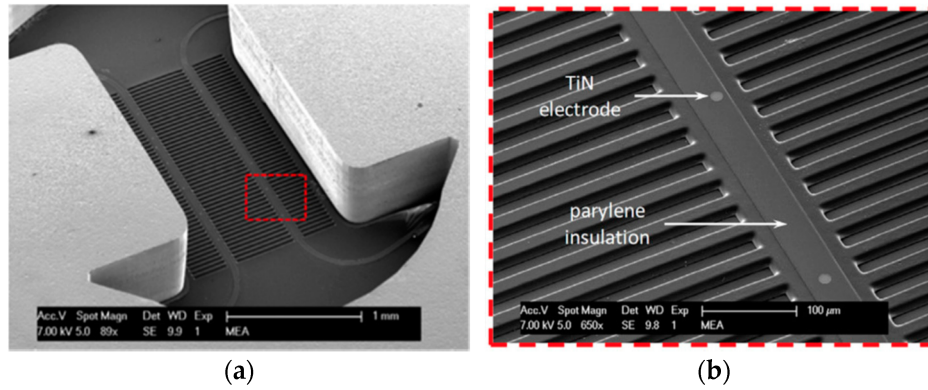 TiN
electrode
parylene
insulation
Acc.V Spot Magn Det WD Exp 1 mm
7.00 kV 5.0 89x SE 9.9 1 MEA
Acc.V Spot Magn Det WD Exp 100 µm
7.00 kV 5.0 650x SE 9.8 1 MEA
(a) (b)